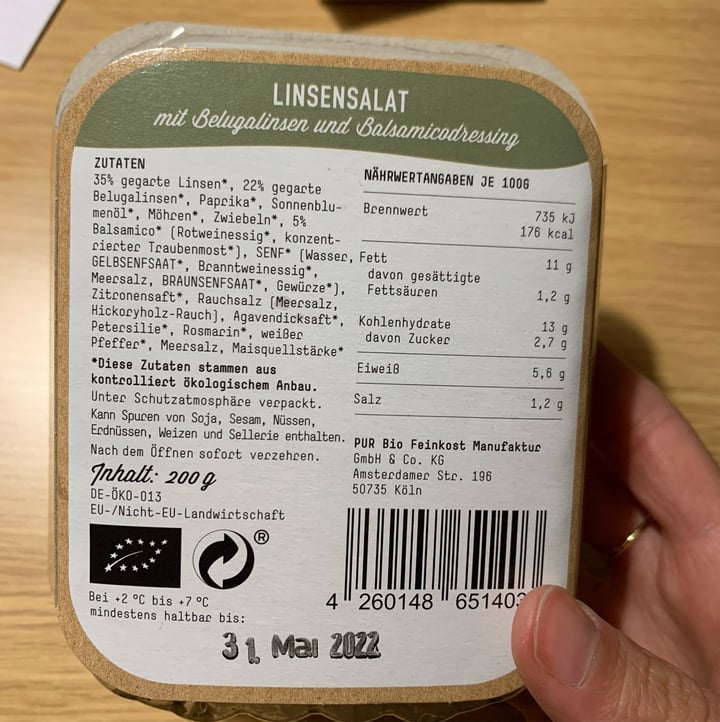 LINSENSALAT
mit Belugalinsen und Balsamicodressing
ZUTATEN
35% gegarte Linsen*, 22% gegarte
Belugalinsen*, Paprika*, Sonnenblu-
menöl*, Möhren*, Zwiebeln*, 5%
Balsamico* (Rotweinessig*, konzent-
rierter Traubenmost*), SENF* (Wasser,
GELBSENFSAAT*, Branntweinessig*,
Meersalz, BRAUNSENFSAAT*, Gewürze*),
Zitronensaft*, Rauchsalz (Meersalz,
Hickoryholz-Rauch), Agavendicksaft*,
Petersilie*, Rosmarin*, weißer
Pfeffer*, Meersalz, Maisquellstärke*
*Diese Zutaten stammen aus
kontrolliert ökologischem Anbau.
Unter Schutzatmosphäre verpackt.
Kann Spuren von Soja, Sesam, Nüssen,
Erdnüssen, Weizen und Sellerie enthalten.
Nach dem Öffnen sofort verzehren.
Inhalt: 200 g
DE-ÖKO-013
EU-/Nicht-EU-Landwirtschaft
®
Bei +2 °C bis +7 °C
mindestens haltbar bis:
31. Mai 2022
NÄHRWERTANGABEN JE 100G
Brennwert 735 kJ
176 kcal
Fett 11 g
davon gesättigte
Fettsäuren 1,2 g
Kohlenhydrate 13 g
davon Zucker 2,7 g
Eiweiß 5,6 g
Salz 1,2 g
PUR Bio Feinkost Manufaktur
GmbH & Co. KG
Amsterdamer Str. 196
50735 Köln
4 260148 651403